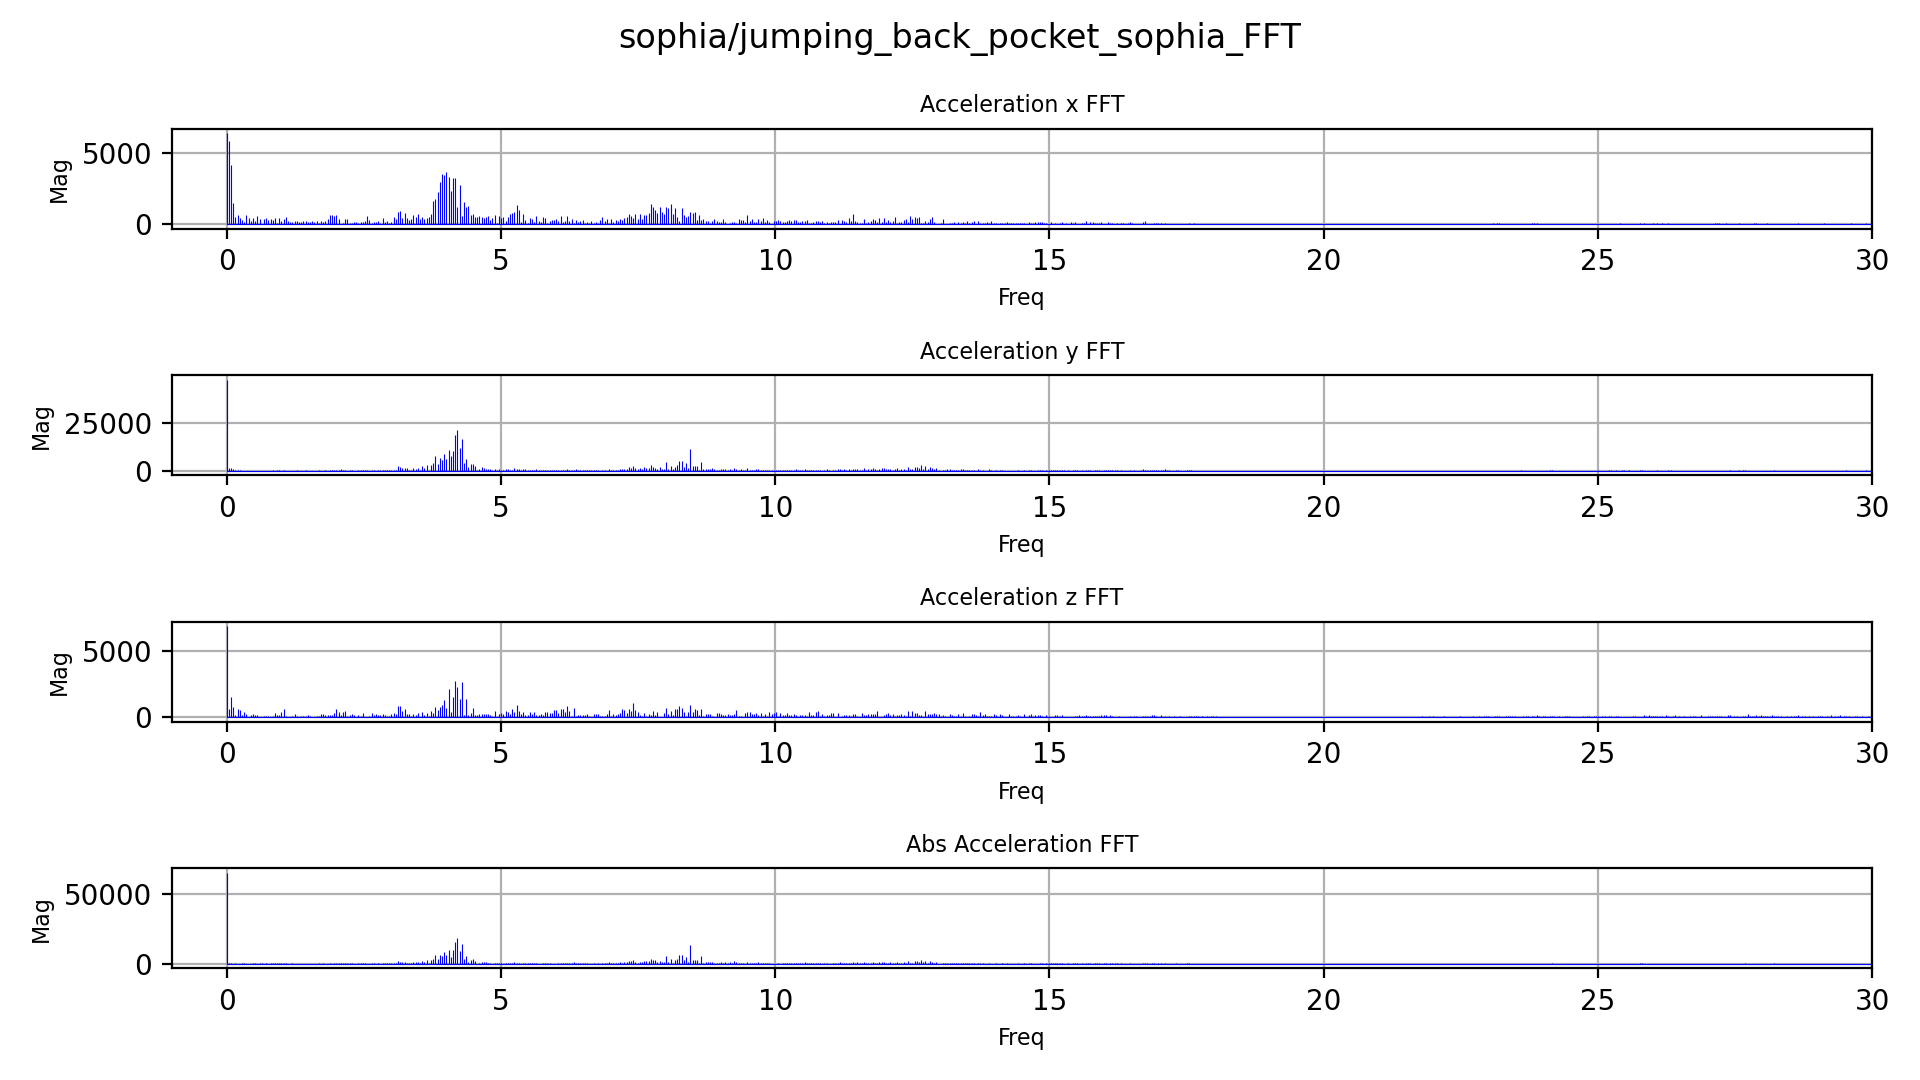 sophia/jumping_back_pocket_sophia_FFT
Acceleration x FFT
Mag
5000
0
0 5 10 15 20 25 30
Freq
Acceleration y FFT
Mag
25000
0
0 5 10 15 20 25 30
Freq
Acceleration z FFT
Mag
5000
0
0 5 10 15 20 25 30
Freq
Abs Acceleration FFT
Mag
50000
0
0 5 10 15 20 25 30
Freq